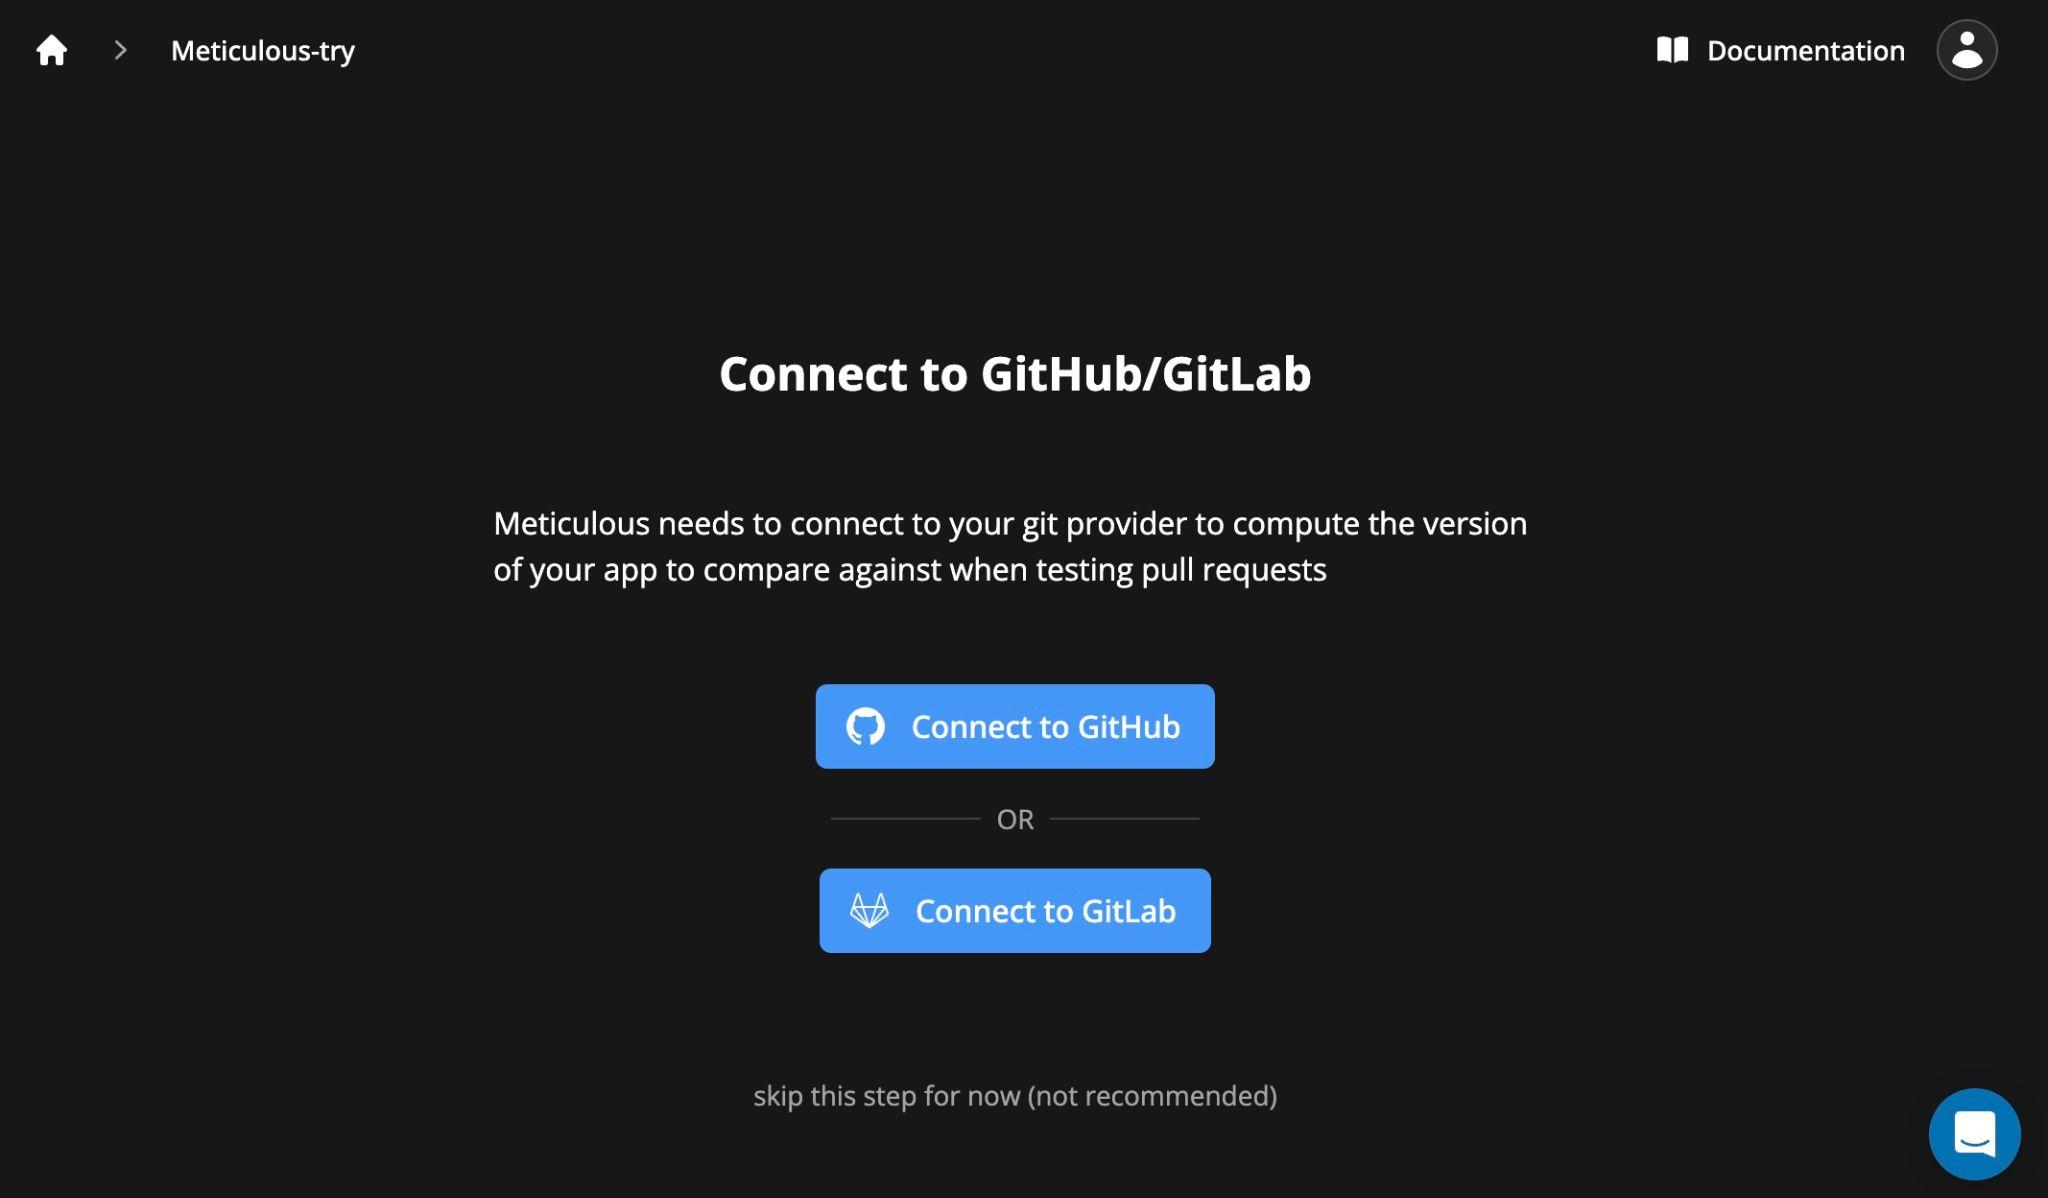 Meticulous-try
Documentation
Connect to GitHub/GitLab
Meticulous needs to connect to your git provider to compute the version
of your app to compare against when testing pull requests
Connect to GitHub
OR
Connect to GitLab
skip this step for now (not recommended)